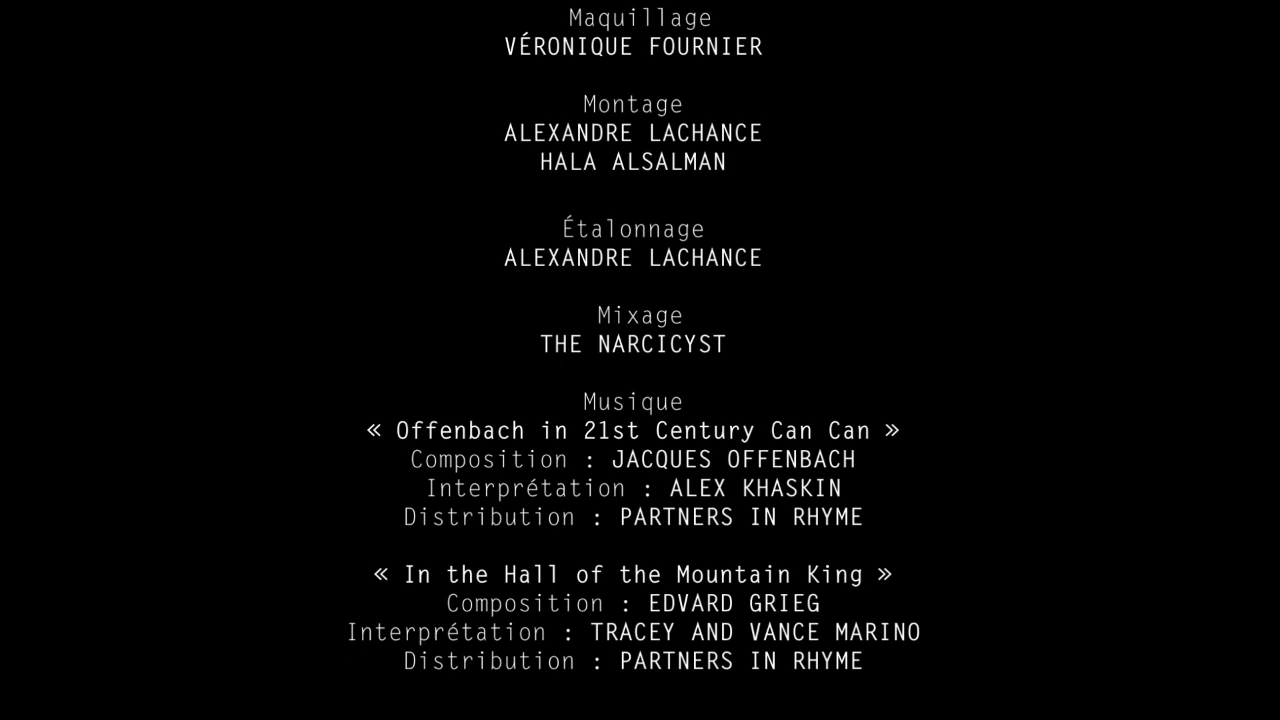 Maquillage
VÉRONIQUE FOURNIER
Montage
ALEXANDRE LACHANCE
HALA ALSALMAN
Étalonnage
ALEXANDRE LACHANCE
Mixage
THE NARCICYST
Musique
« Offenbach in 21st Century Can Can »
Composition : JACQUES OFFENBACH
Interprétation : ALEX KHASKIN
Distribution : PARTNERS IN RHYME
« In the Hall of the Mountain King »
Composition : EDVARD GRIEG
Interprétation : TRACEY AND VANCE MARINO
Distribution : PARTNERS IN RHYME